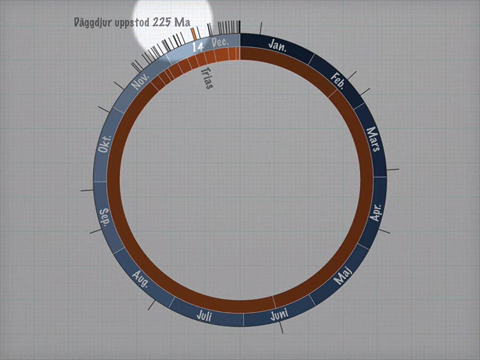 Däggdjur uppstod 225 Ma
14 Dec.
Jan.
Feb.
Mars
Apr.
Maj
Juni
Juli
Aug.
Sep.
Okt.
Nov.
Trias